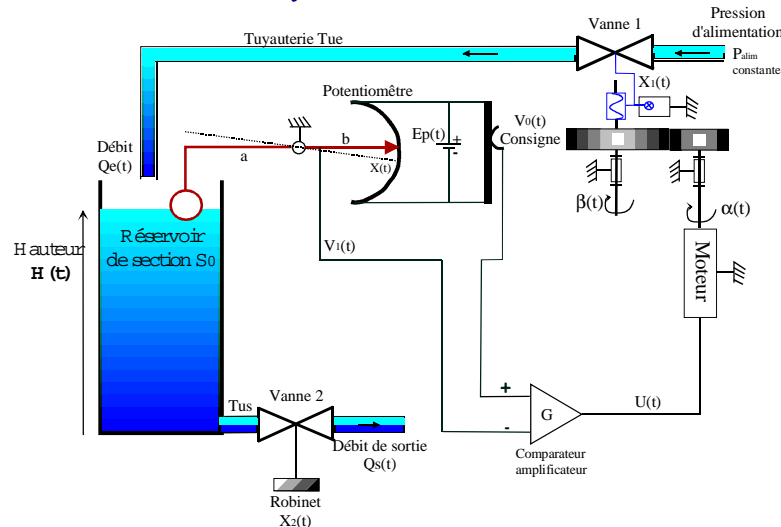 Vanne 1
Pression
d'alimentation
Palim
constante
Tuyauterie Tue
X1(t)
Potentiomêtre
Ep(t)
+
-
V0(t)
Consigne
Débit
Qe(t)
a
b
X(t)
β(t)
α(t)
Hauteur
H(t)
Réservoir
de section S0
V1(t)
Moteur
Tus
Vanne 2
Débit de sortie
Qs(t)
Robinet
X2(t)
+
-
G
U(t)
Comparateur
amplificateur